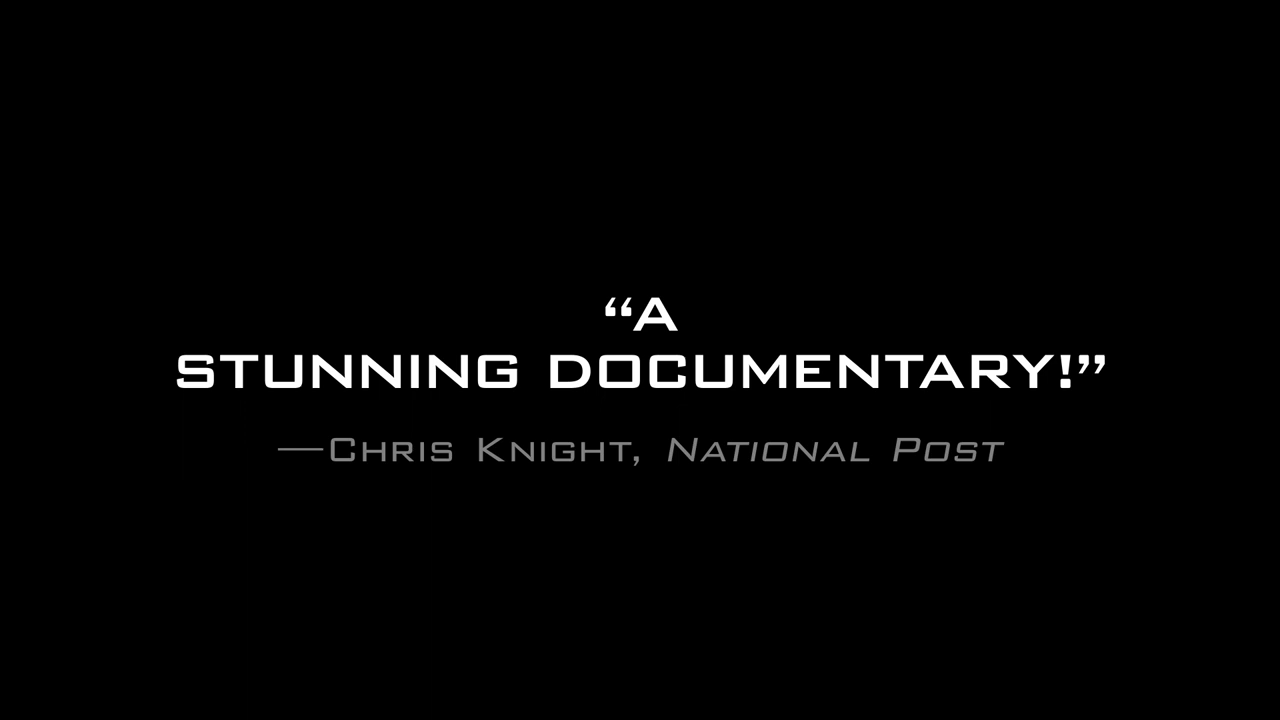 “A
STUNNING DOCUMENTARY!”
—Chris Knight, National Post